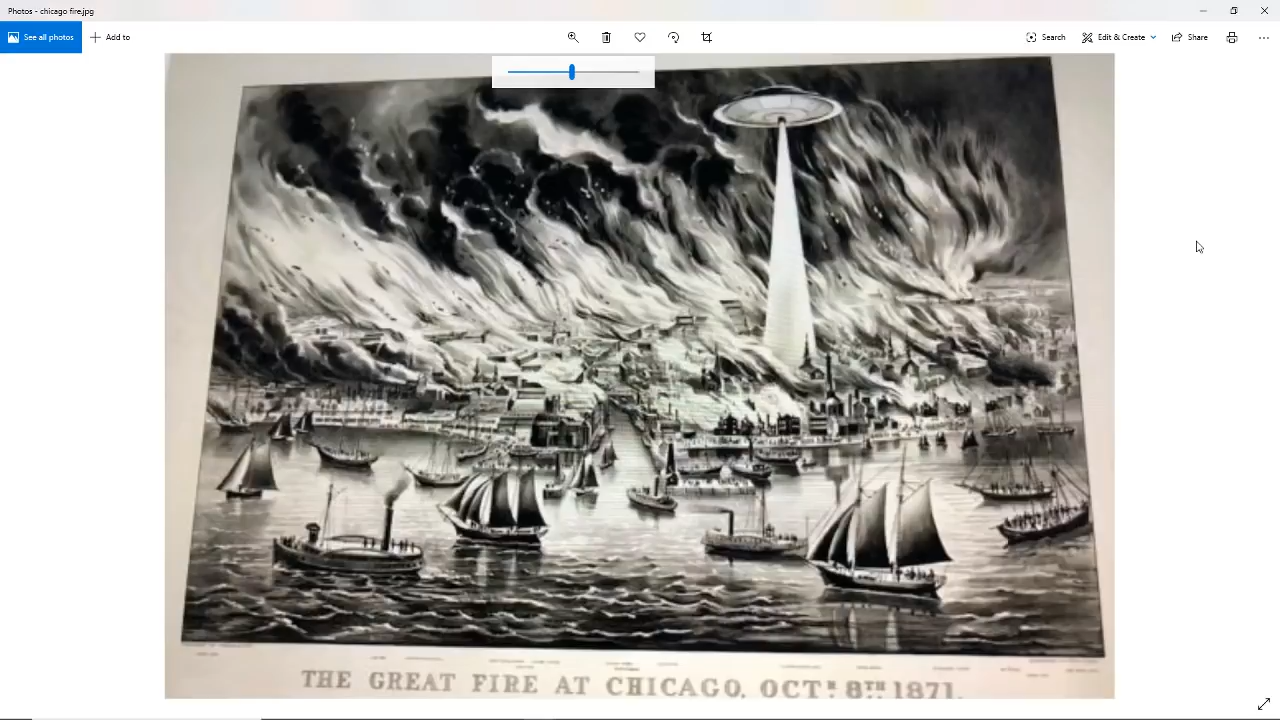 Photos - chicago fire.jpg
See all photos
Add to
Search
Edit & Create
Share
THE GREAT FIRE AT CHICAGO, OCTR 8TH 1871.